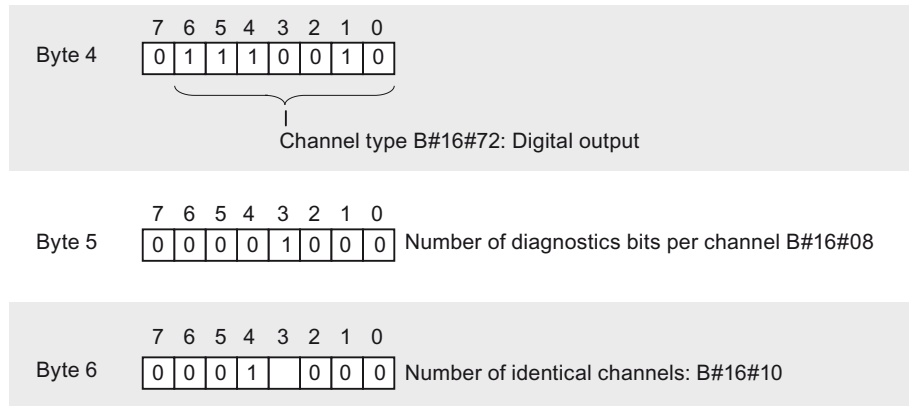 7 6 5 4 3 2 1 0
Byte 4 0 1 1 1 0 0 1 0
Channel type B#16#72: Digital output
7 6 5 4 3 2 1 0
Byte 5 0 0 0 0 1 0 0 0 Number of diagnostics bits per channel B#16#08
7 6 5 4 3 2 1 0
Byte 6 0 0 0 1 0 0 0 Number of identical channels: B#16#10